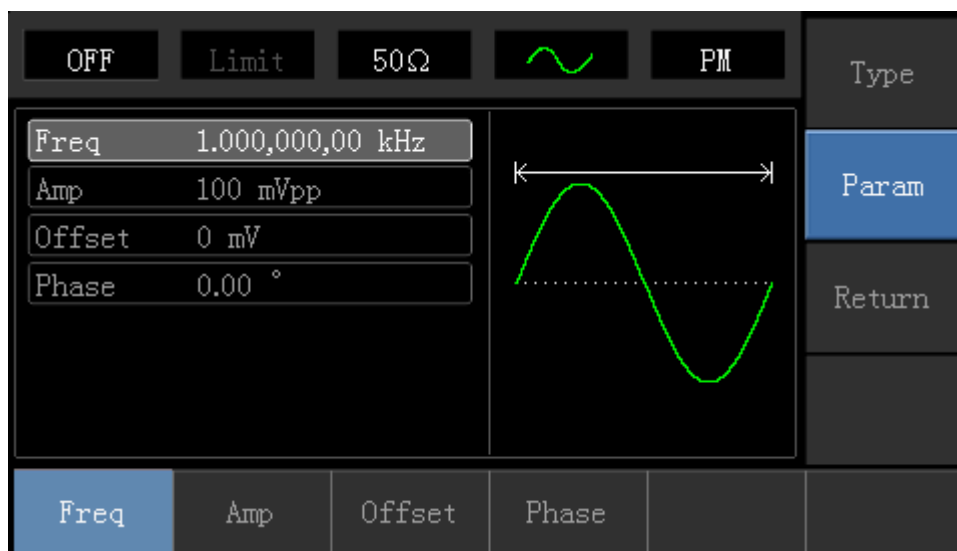 OFF Limit 50Ω PM
Type
Freq 1.000,000,00 kHz
Amp 100 mVpp
Param
Offset 0 mV
Phase 0.00 °
Return
Freq Amp Offset Phase